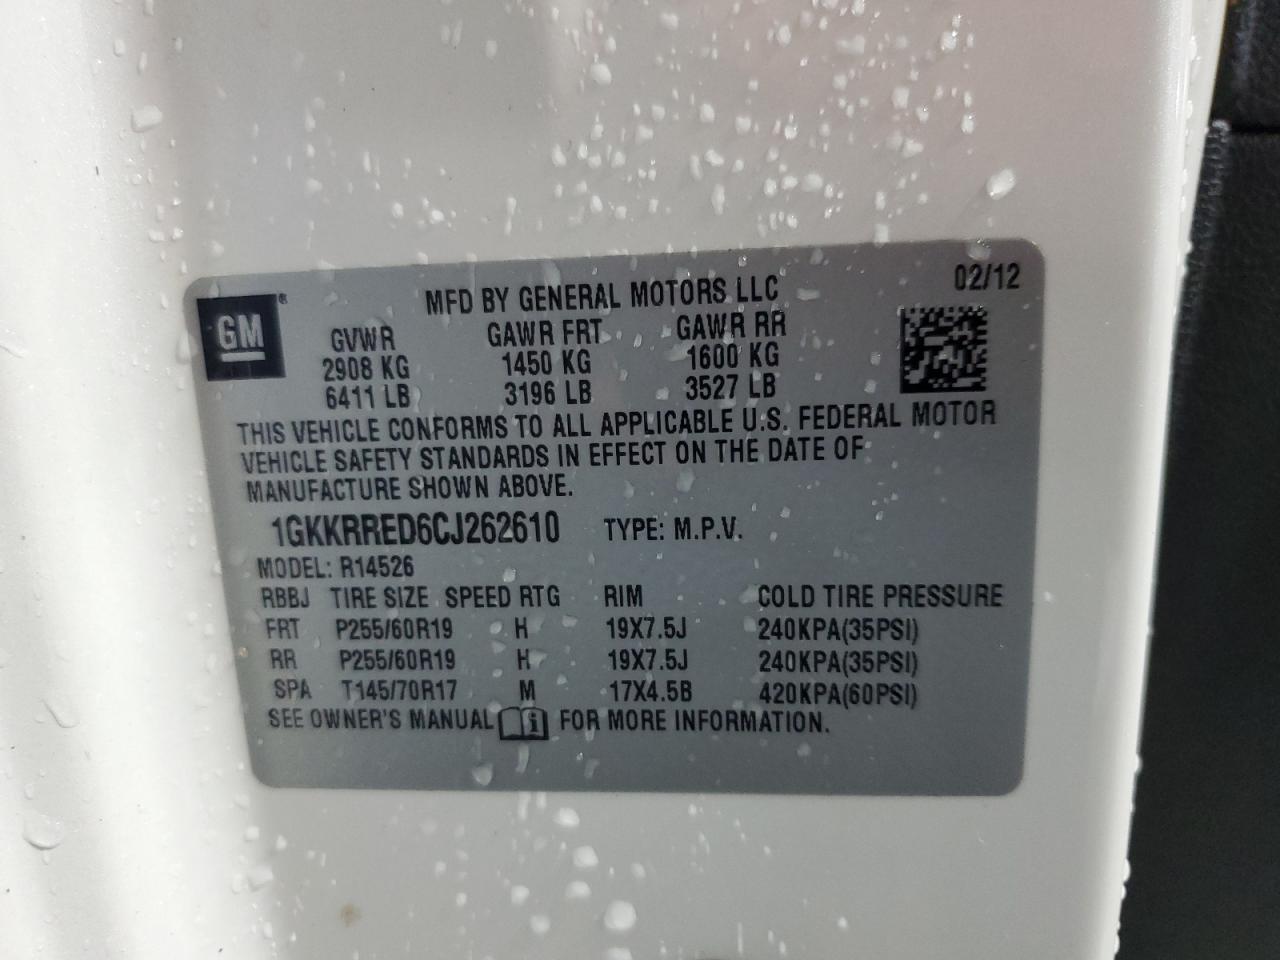 02/12
MFD BY GENERAL MOTORS LLC
GM®
GVWR GAWR FRT GAWR RR
2908 KG 1450 KG 1600 KG
6411 LB 3196 LB 3527 LB
THIS VEHICLE CONFORMS TO ALL APPLICABLE U.S. FEDERAL MOTOR
VEHICLE SAFETY STANDARDS IN EFFECT ON THE DATE OF
MANUFACTURE SHOWN ABOVE.
1GKKRRED6CJ262610 TYPE: M.P.V.
MODEL: R14526
RBBJ TIRE SIZE SPEED RTG RIM COLD TIRE PRESSURE
FRT P255/60R19 H 19X7.5J 240KPA(35PSI)
RR P255/60R19 H 19X7.5J 240KPA(35PSI)
SPA T145/70R17 M 17X4.5B 420KPA(60PSI)
SEE OWNER'S MANUAL i FOR MORE INFORMATION.